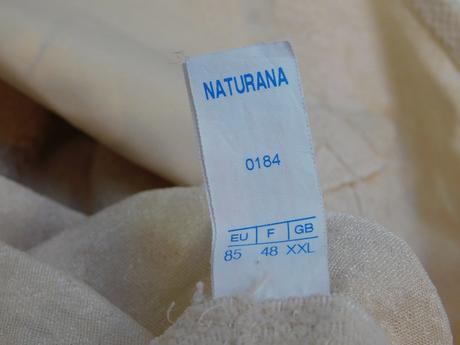 NATURANA
0184
EU F GB
85 48 XXL